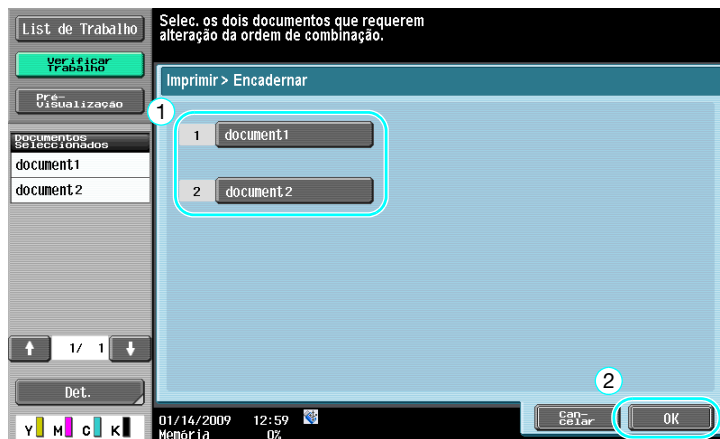 List de Trabalho
Verificar
Trabalho
Pré-
Visualização
Documentos
Seleccionados
document1
document2
1/ 1
Det.
Y M C K
Selec. os dois documentos que requerem
alteração da ordem de combinação.
Imprimir > Encadernar
1
1 document1
2 document2
2
Can-
celar
OK
01/14/2009 12:59
Memória 0%